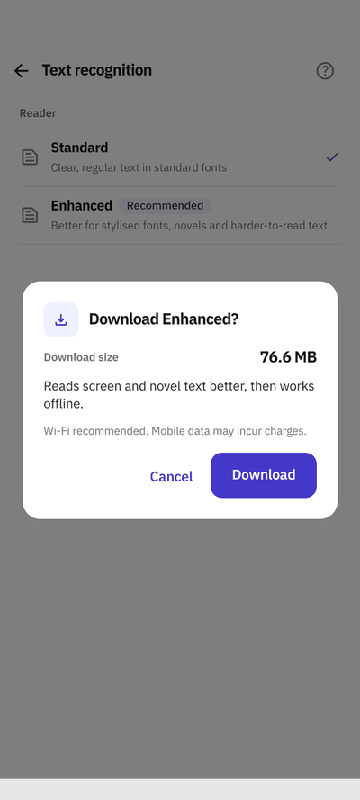 Text recognition
Reader
Standard
Clear, regular text in standard fonts
Enhanced Recommended
Better for stylised fonts, novels and harder-to-read text
Download Enhanced?
Download size 76.6 MB
Reads screen and novel text better, then works
offline.
Wi-Fi recommended. Mobile data may incur charges.
Cancel Download